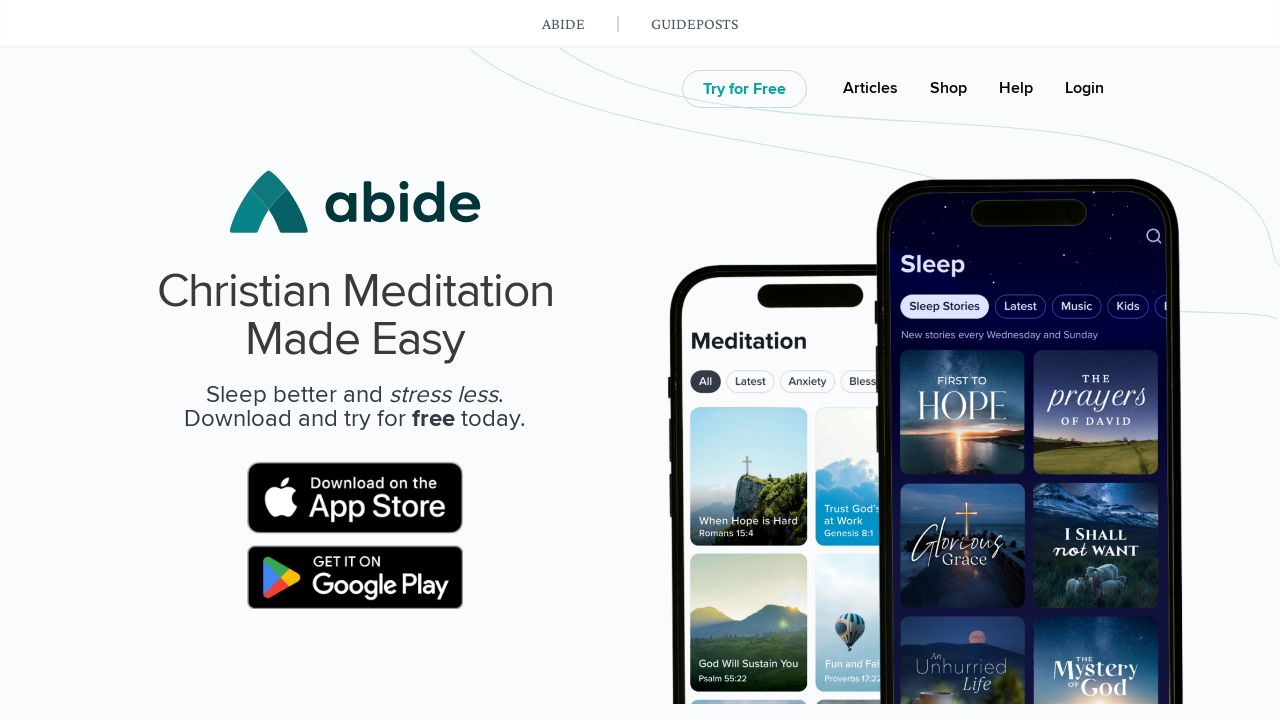 ABIDE
GUIDEPOSTS
Try for Free
Articles
Shop
Help
Login
abide
Christian Meditation
Made Easy
Sleep better and stress less.
Download and try for free today.
Download on the
App Store
GET IT ON
Google Play
Meditation
All
Latest
Anxiety
When Hope is Hard
Romans 15:4
Trust God's
at Work
Genesis 8:1
God Will Sustain You
Psalm 55:22
Fun and
Proverbs 17:22
Sleep
Sleep Stories
Latest
Music
Kids
New stories every Wednesday and Sunday
FIRST TO
HOPE
THE
prayers
OF DAVID
Glorious
Grace
I SHALL
not WANT
An
Unhurried
Life
THE
Mystery
OF God